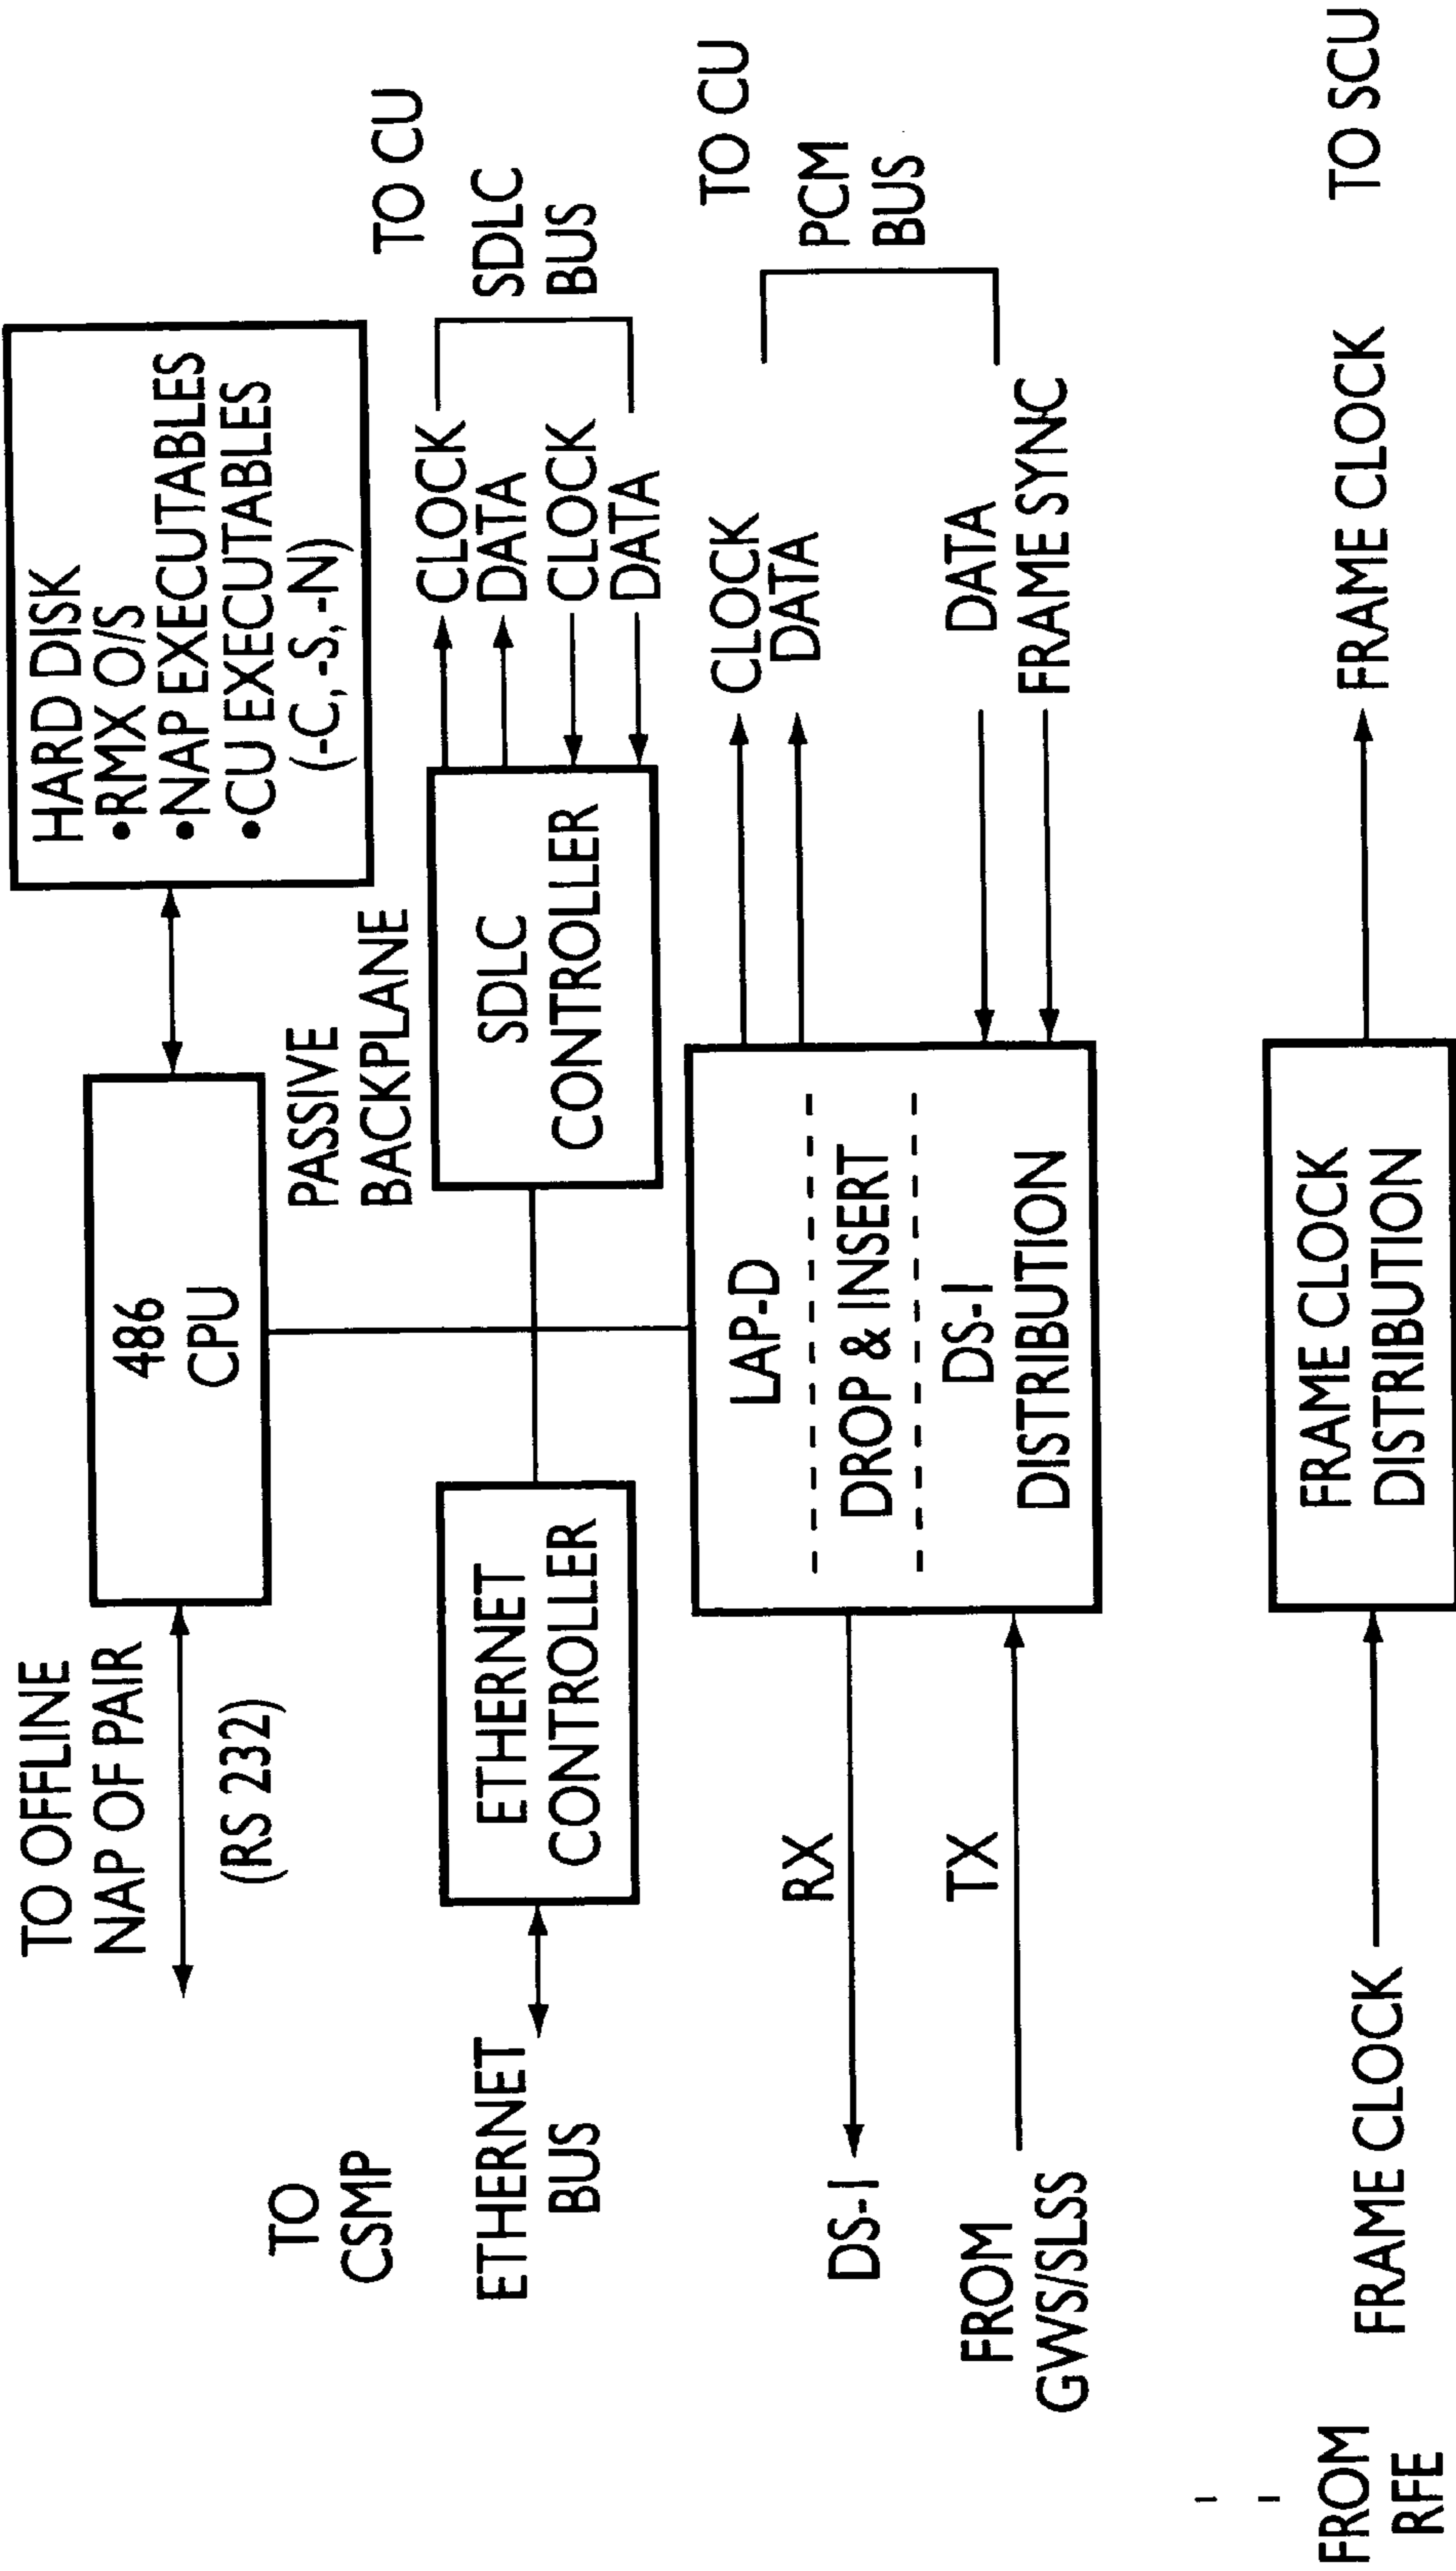 TO OFFLINE
NAP OF PAIR
(RS 232)
486
CPU
HARD DISK
•RMX O/S
•NAP EXECUTABLES
•CU EXECUTABLES
(-C,-S,-N)
PASSIVE
BACKPLANE
TO
CSMP
ETHERNET
BUS
ETHERNET
CONTROLLER
SDLC
CONTROLLER
CLOCK
DATA
CLOCK
DATA
TO CU
SDLC
BUS
DS-1
RX
TX
FROM
GWS/SLSS
LAP-D
DROP & INSERT
DS-1
DISTRIBUTION
CLOCK
DATA
DATA
FRAME SYNC
TO CU
PCM
BUS
FROM
RFE
FRAME CLOCK
FRAME CLOCK
DISTRIBUTION
FRAME CLOCK
TO SCU